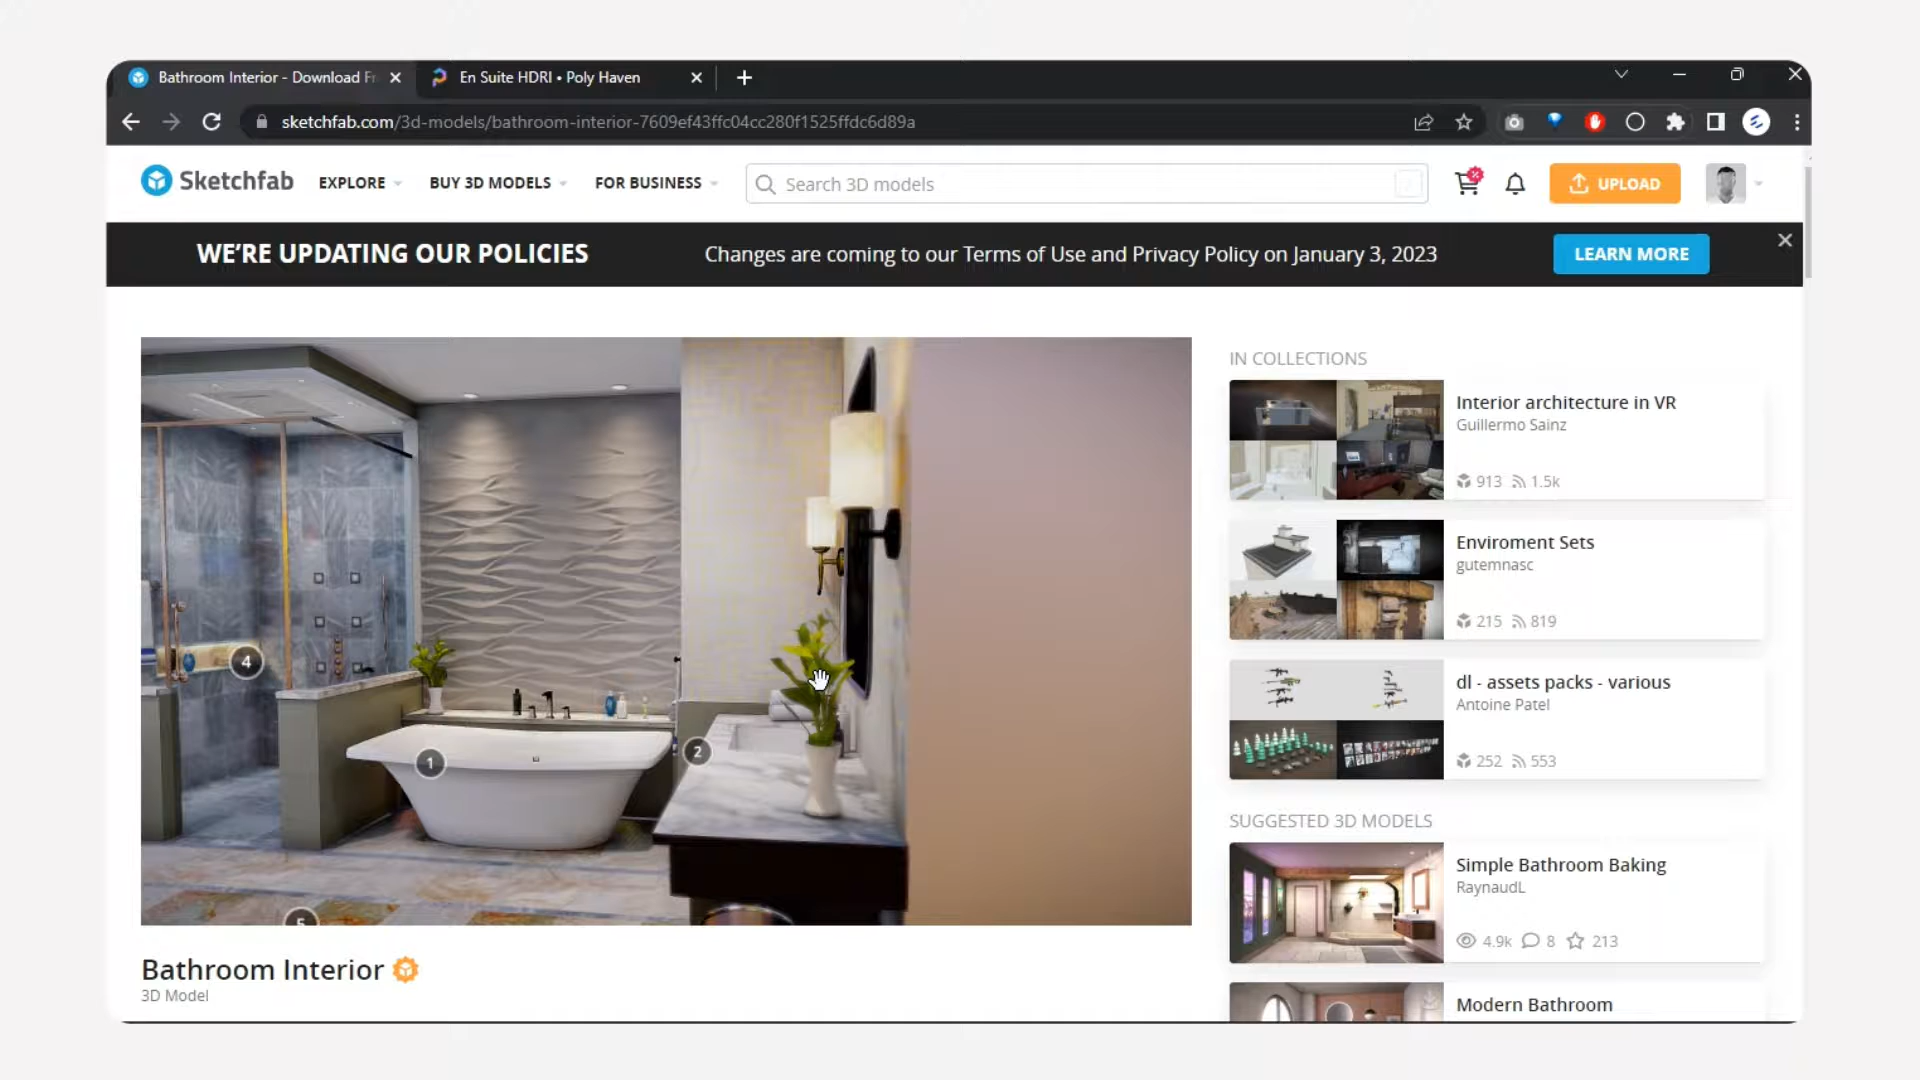 Bathroom Interior - Download Fr
En Suite HDRI • Poly Haven
sketchfab.com/3d-models/bathroom-interior-7609ef43ffc04cc280f1525ffdc6d89a
Sketchfab
EXPLORE
BUY 3D MODELS
FOR BUSINESS
Search 3D models
UPLOAD
WE'RE UPDATING OUR POLICIES
Changes are coming to our Terms of Use and Privacy Policy on January 3, 2023
LEARN MORE
4
1
2
5
Bathroom Interior
3D Model
IN COLLECTIONS
Interior architecture in VR
Guillermo Sainz
913 1.5k
Enviroment Sets
gutemnasc
215 819
dl - assets packs - various
Antoine Patel
252 553
SUGGESTED 3D MODELS
Simple Bathroom Baking
RaynaudL
4.9k 8 213
Modern Bathroom